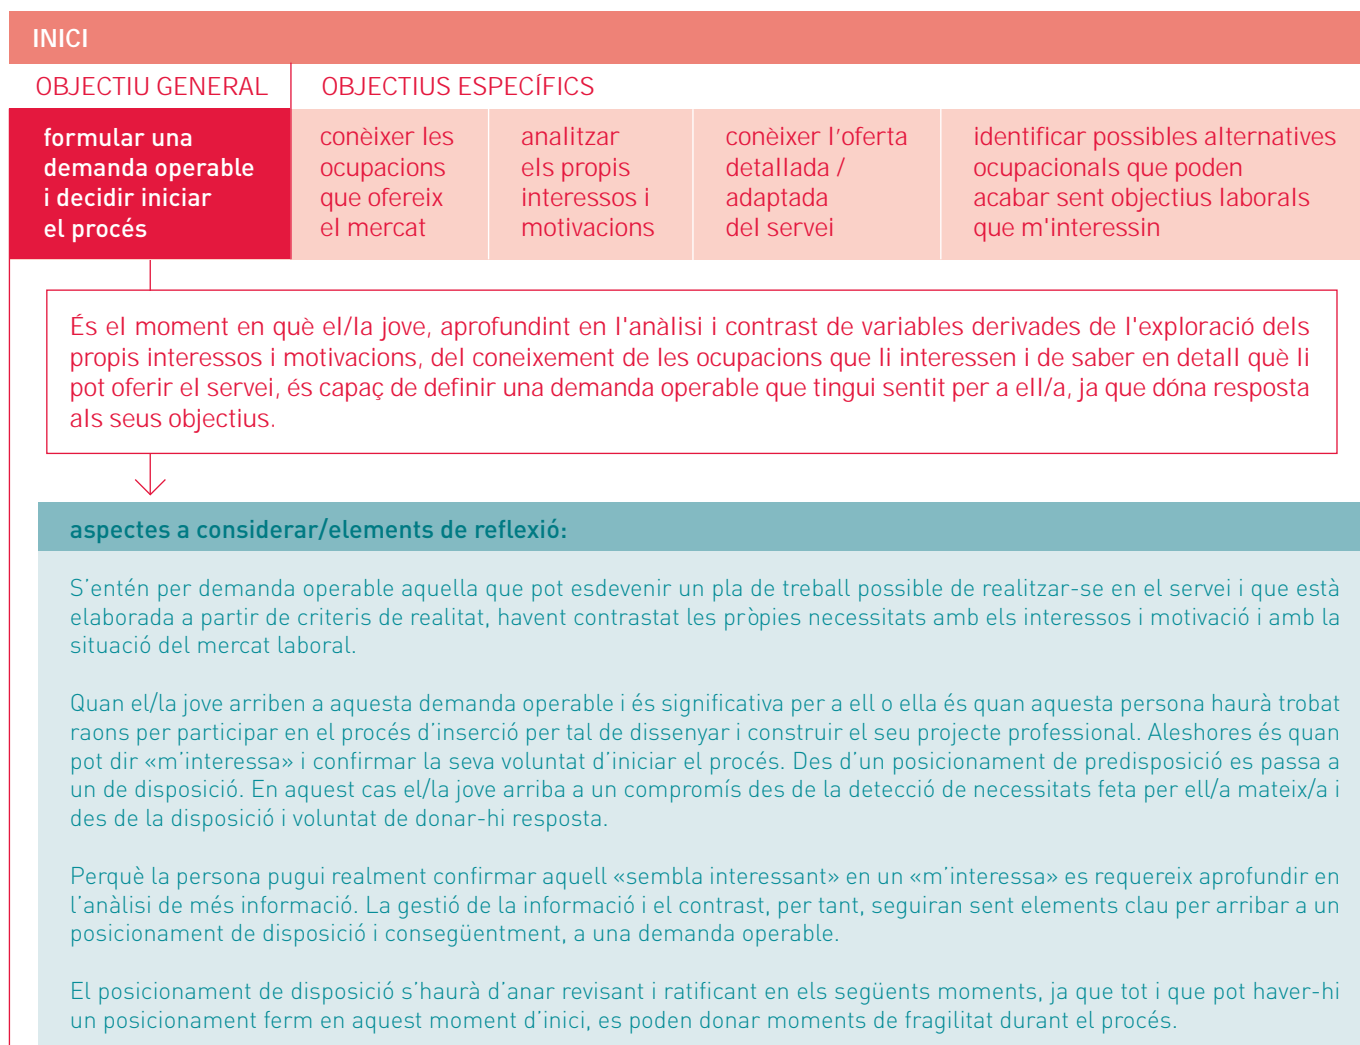 INICI
OBJECTIU GENERAL
OBJECTIUS ESPECÍFICS
formular una
demanda operable
i decidir iniciar
el procés
conèixer les
ocupacions
que ofereix
el mercat
analitzar
els propis
interessos i
motivacions
conèixer l'oferta
detallada /
adaptada
del servei
identificar possibles alternatives
ocupacionals que poden
acabar sent objectius laborals
que m'interessin
És el moment en què el/la jove, aprofundint en l'anàlisi i contrast de variables derivades de l'exploració dels
propis interessos i motivacions, del coneixement de les ocupacions que li interessen i de saber en detall què li
pot oferir el servei, és capaç de definir una demanda operable que tingui sentit per a ell/a, ja que dóna resposta
als seus objectius.
aspectes a considerar/elements de reflexió:
S'entén per demanda operable aquella que pot esdevenir un pla de treball possible de realitzar-se en el servei i que està
elaborada a partir de criteris de realitat, havent contrastat les pròpies necessitats amb els interessos i motivació i amb la
situació del mercat laboral.
Quan el/la jove arriben a aquesta demanda operable i és significativa per a ell o ella és quan aquesta persona haurà trobat
raons per participar en el procés d'inserció per tal de dissenyar i construir el seu projecte professional. Aleshores és quan
pot dir «m'interessa» i confirmar la seva voluntat d'iniciar el procés. Des d'un posicionament de predisposició es passa a
un de disposició. En aquest cas el/la jove arriba a un compromís des de la detecció de necessitats feta per ell/a mateix/a i
des de la disposició i voluntat de donar-hi resposta.
Perquè la persona pugui realment confirmar aquell «sembla interessant» en un «m'interessa» es requereix aprofundir en
l'anàlisi de més informació. La gestió de la informació i el contrast, per tant, seguiran sent elements clau per arribar a un
posicionament de disposició i consegüentment, a una demanda operable.
El posicionament de disposició s'haurà d'anar revisant i ratificant en els següents moments, ja que tot i que pot haver-hi
un posicionament ferm en aquest moment d'inici, es poden donar moments de fragilitat durant el procés.